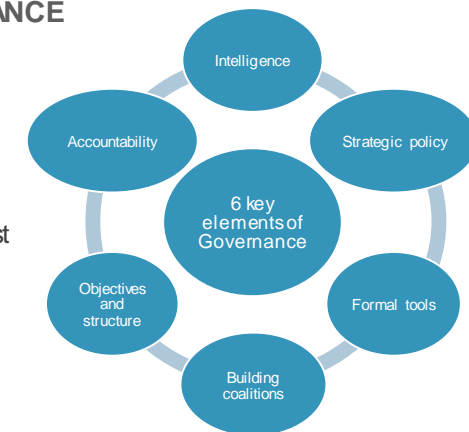 ANCE
Intelligence
Accountability
Strategic policy
6 key
elements of
Governance
st
Objectives
and
structure
Formal tools
Building
coalitions